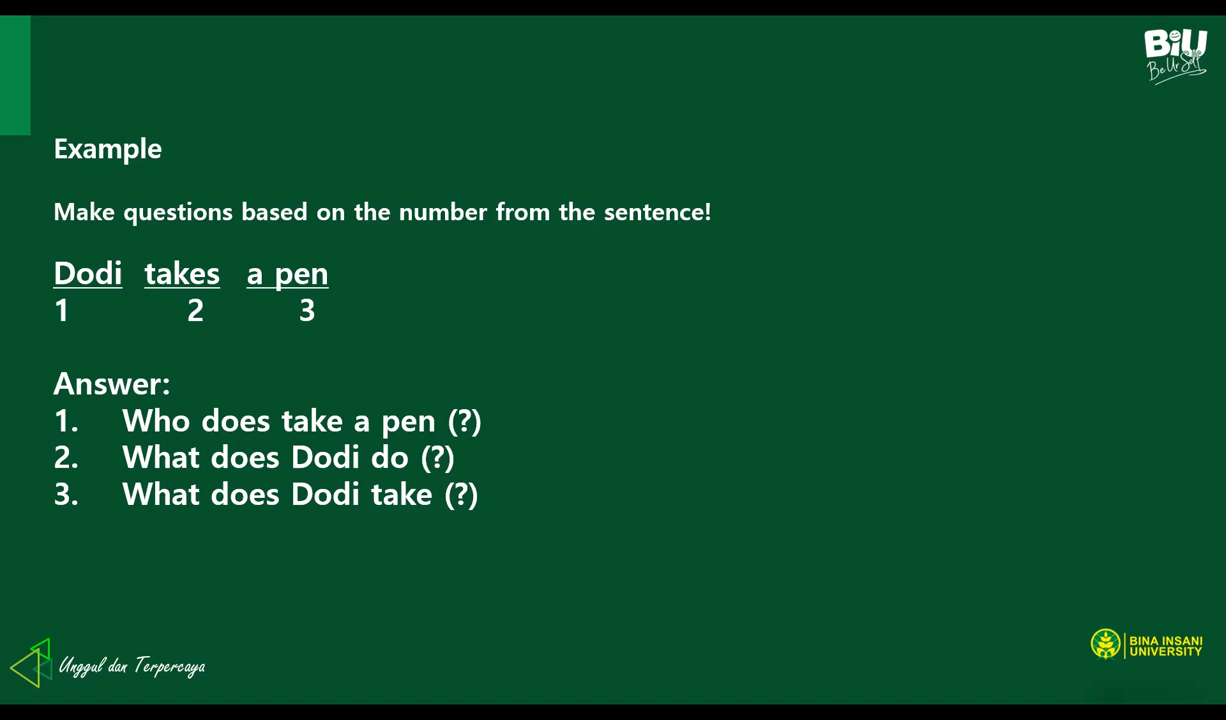 BiU
Be Ur Self
Example
Make questions based on the number from the sentence!
Dodi takes a pen
1 2 3
Answer:
1. Who does take a pen (?)
2. What does Dodi do (?)
3. What does Dodi take (?)
Unggul dan Terpercaya
BINA INSANI
UNIVERSITY